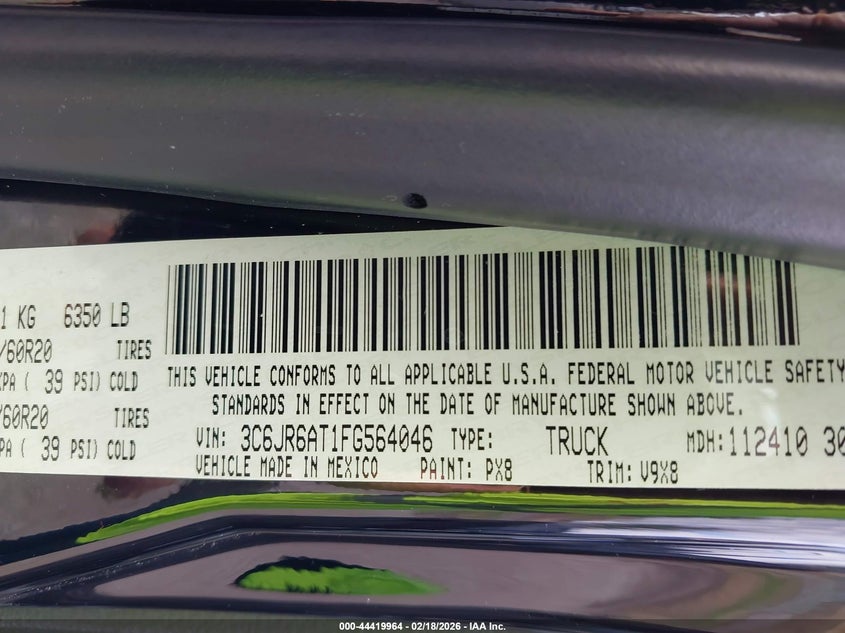 1 KG 6350 LB
/60R20 TIRES
KPA ( 39 PSI) COLD
/60R20 TIRES
PA ( 39 PSI) COLD
THIS VEHICLE CONFORMS TO ALL APPLICABLE U.S.A. FEDERAL MOTOR VEHICLE SAFETY
STANDARDS IN EFFECT ON THE DATE OF MANUFACTURE SHOWN ABOVE.
VIN: 3C6JR6AT1FG564046 TYPE: TRUCK MDH: 112410 30
VEHICLE MADE IN MEXICO PAINT: PX8 TRIM: V9X8
000-44419964 - 02/18/2026 - IAA Inc.